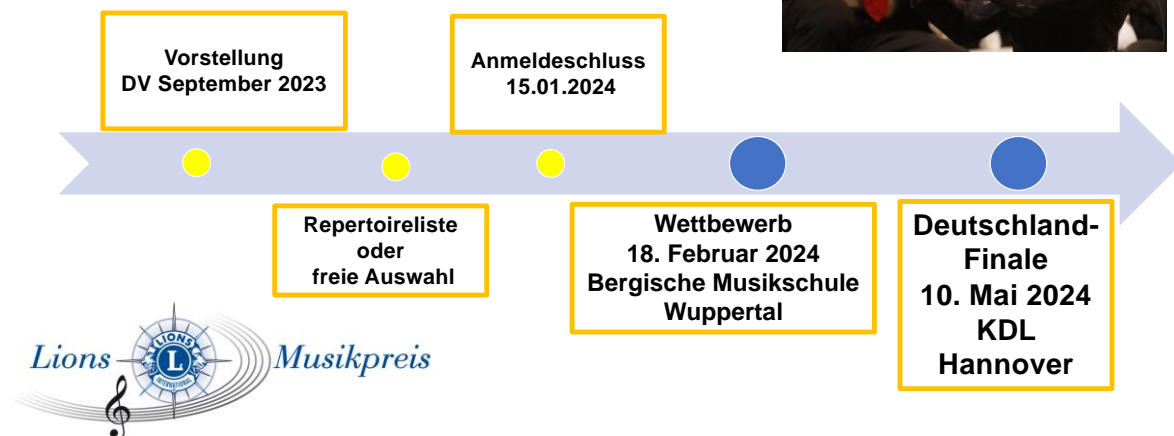 Vorstellung
DV September 2023
Anmeldeschluss
15.01.2024
Repertoireliste
oder
freie Auswahl
Wettbewerb
18. Februar 2024
Bergische Musikschule
Wuppertal
Deutschland-
Finale
10. Mai 2024
KDL
Hannover
Lions Musikpreis
LIONS
L
INTERNATIONAL